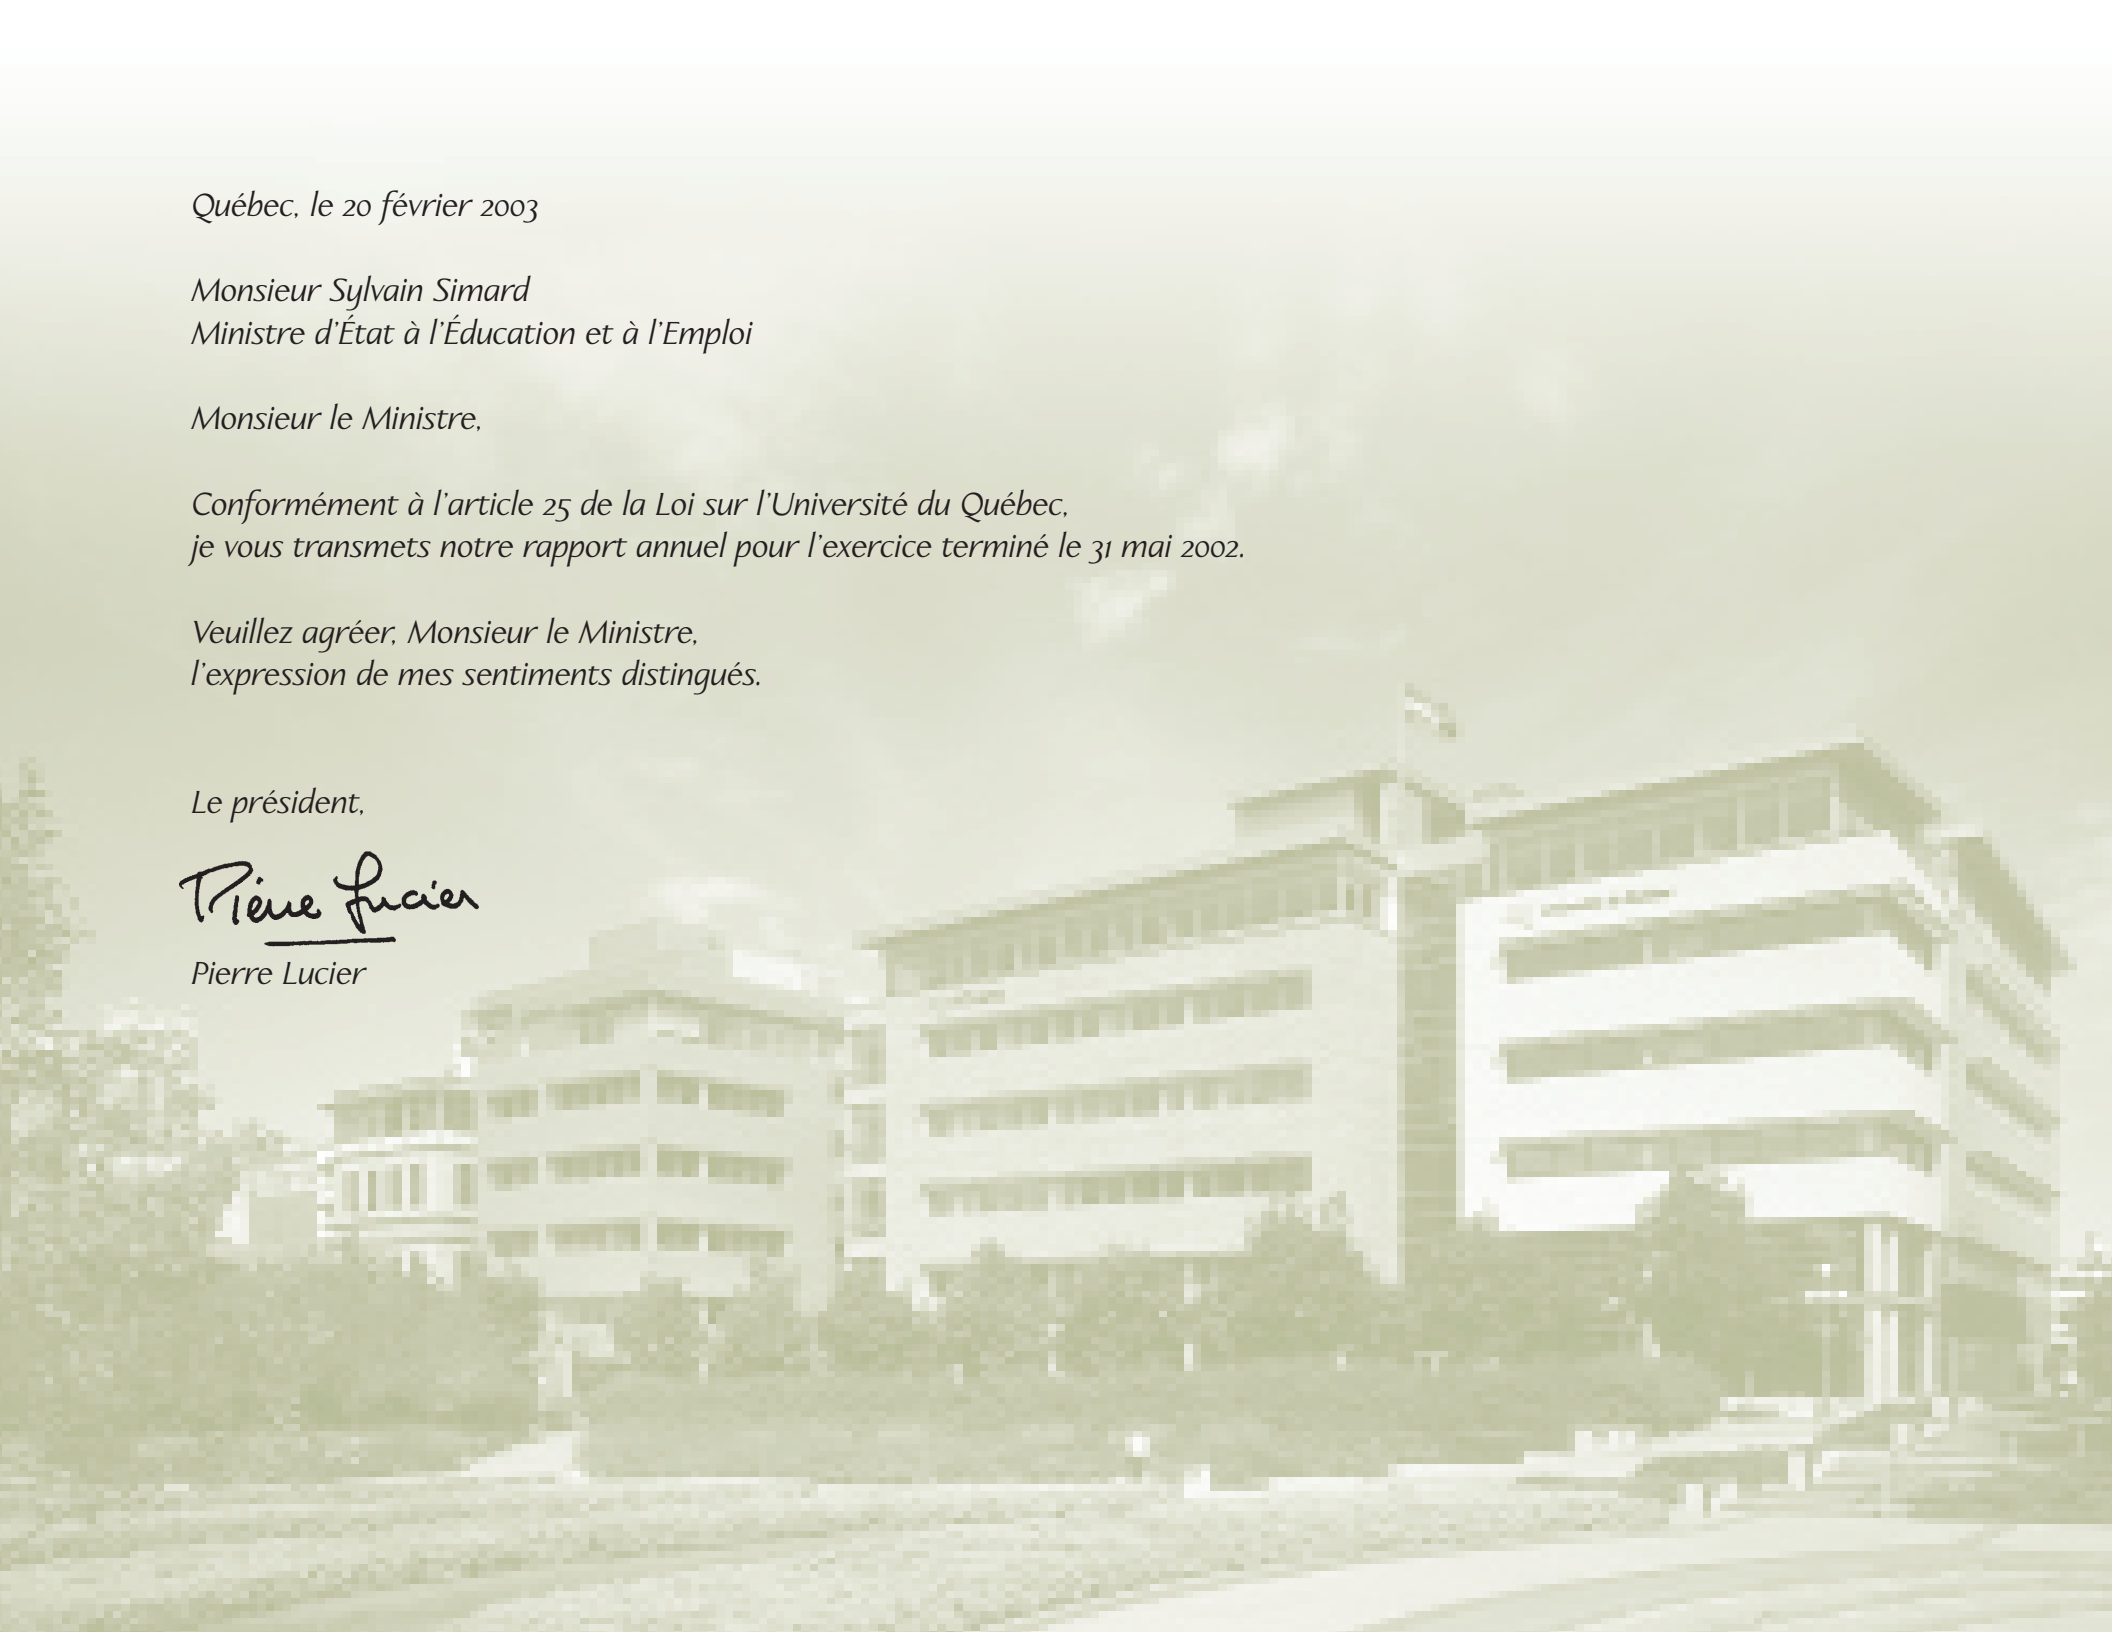 Québec, le 20 février 2003
Monsieur Sylvain Simard
Ministre d'État à l'Éducation et à l'Emploi
Monsieur le Ministre,
Conformément à l'article 25 de la Loi sur l'Université du Québec,
je vous transmets notre rapport annuel pour l'exercice terminé le 31 mai 2002.
Veuillez agréer, Monsieur le Ministre,
l'expression de mes sentiments distingués.
Le président,
Pierre Lucier
Pierre Lucier